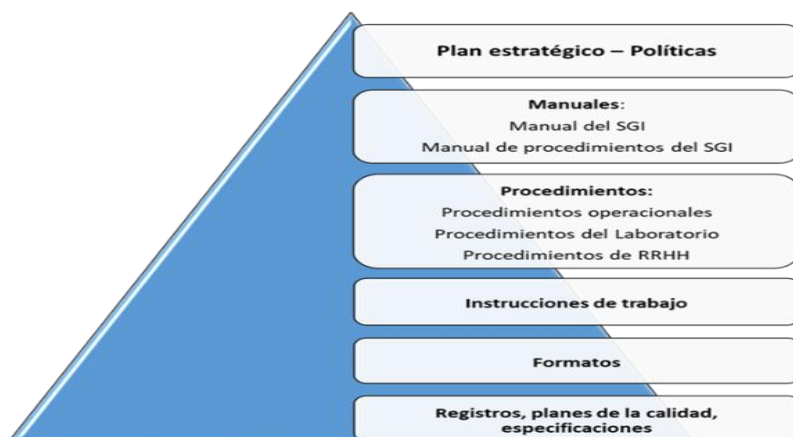 Plan estratégico – Políticas
Manuales:
Manual del SGI
Manual de procedimientos del SGI
Procedimientos:
Procedimientos operacionales
Procedimientos del Laboratorio
Procedimientos de RRHH
Instrucciones de trabajo
Formatos
Registros, planes de la calidad,
especificaciones